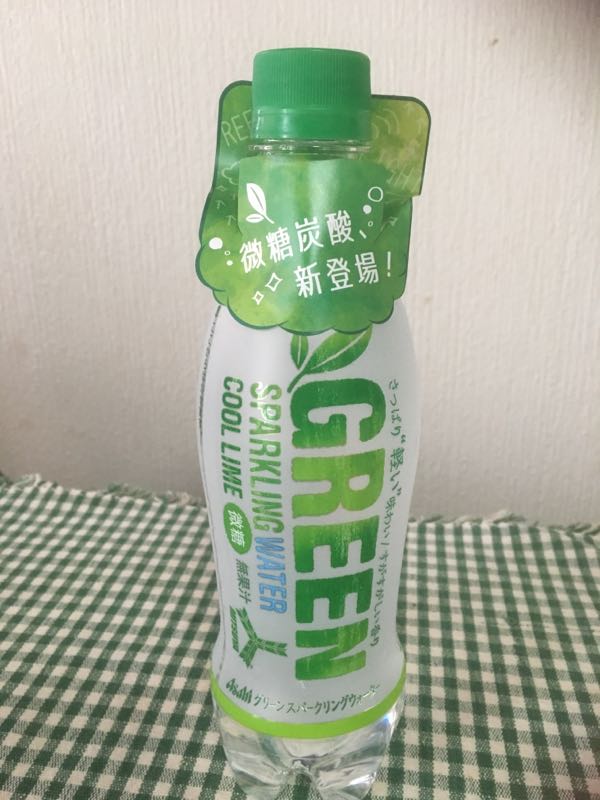 微糖炭酸、
新登場!
GREEN
SPARKLING WATER
COOL LIME 微糖 無果汁
さっぱり“軽い”味わい/すがすがしい香り
Asahi グリーンスパークリングウォーター